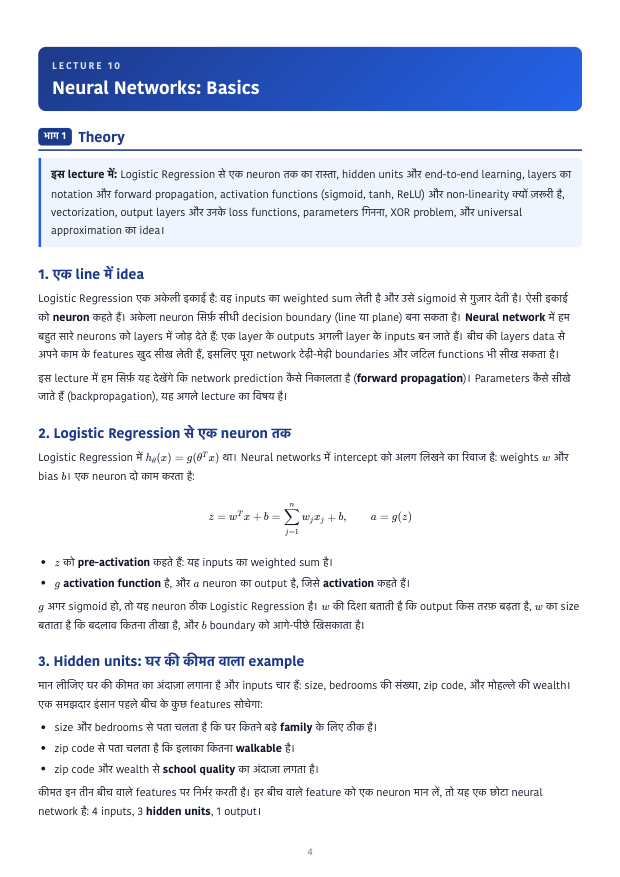 LECTURE 10
Neural Networks: Basics
भाग 1 Theory
इस lecture में: Logistic Regression से एक neuron तक का रास्ता, hidden units और end-to-end learning, layers का
notation और forward propagation, activation functions (sigmoid, tanh, ReLU) और non-linearity क्यों ज़रूरी है,
vectorization, output layers और उनके loss functions, parameters गिनना, XOR problem, और universal
approximation का idea।
1. एक line में idea
Logistic Regression एक अकेली इकाई है: वह inputs का weighted sum लेती है और उसे sigmoid से गुज़ार देती है। ऐसी इकाई
को neuron कहते हैं। अकेला neuron सिर्फ़ सीधी decision boundary (line या plane) बना सकता है। Neural network में हम
बहुत सारे neurons को layers में जोड़ देते हैं: एक layer के outputs अगली layer के inputs बन जाते हैं। बीच की layers data से
अपने काम के features खुद सीख लेती हैं, इसलिए पूरा network टेढ़ी-मेढ़ी boundaries और जटिल functions भी सीख सकता है।
इस lecture में हम सिर्फ़ यह देखेंगे कि network prediction कैसे निकालता है (forward propagation)। Parameters कैसे सीखे
जाते हैं (backpropagation), यह अगले lecture का विषय है।
2. Logistic Regression से एक neuron तक
Logistic Regression में $h_\theta(x) = g(\theta^T x)$ था। Neural networks में intercept को अलग लिखने का रिवाज है: weights $w$ और
bias $b$। एक neuron दो काम करता है:
$z = w^T x + b = \sum_{j=1}^{n} w_j x_j + b, \qquad a = g(z)$
• $z$ को pre-activation कहते हैं: यह inputs का weighted sum है।
• $g$ activation function है, और $a$ neuron का output है, जिसे activation कहते हैं।
$g$ अगर sigmoid हो, तो यह neuron ठीक Logistic Regression है। $w$ की दिशा बताती है कि output किस तरफ़ बढ़ता है, $w$ का size
बताता है कि बदलाव कितना तीखा है, और $b$ boundary को आगे-पीछे खिसकाता है।
3. Hidden units: घर की कीमत वाला example
मान लीजिए घर की कीमत का अंदाज़ा लगाना है और inputs चार हैं: size, bedrooms की संख्या, zip code, और मोहल्ले की wealth।
एक समझदार इंसान पहले बीच के कुछ features सोचेगा:
• size और bedrooms से पता चलता है कि घर कितने बड़े family के लिए ठीक है।
• zip code से पता चलता है कि इलाका कितना walkable है।
• zip code और wealth से school quality का अंदाज़ा लगता है।
कीमत इन तीन बीच वाले features पर निर्भर करती है। हर बीच वाले feature को एक neuron मान लें, तो यह एक छोटा neural
network है: 4 inputs, 3 hidden units, 1 output।
4